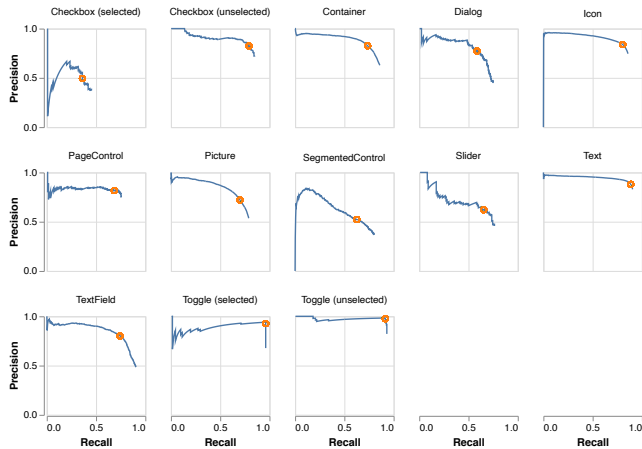 Checkbox (selected) Checkbox (unselected) Container Dialog Icon
1.0
Precision
0.5
0.0
PageControl Picture SegmentedControl Slider Text
1.0
Precision
0.5
0.0
TextField Toggle (selected) Toggle (unselected)
1.0
Precision
0.5
0.0
0.0 0.5 1.0 0.0 0.5 1.0 0.0 0.5 1.0 0.0 0.5 1.0 0.0 0.5 1.0
Recall Recall Recall Recall Recall